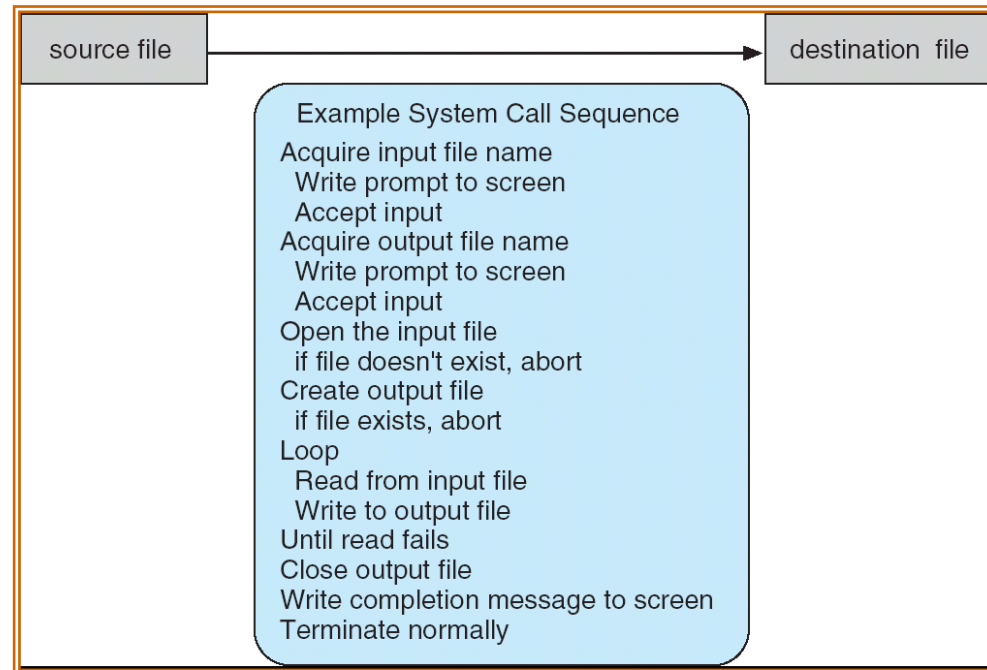 source file
destination file
Example System Call Sequence
Acquire input file name
Write prompt to screen
Accept input
Acquire output file name
Write prompt to screen
Accept input
Open the input file
if file doesn't exist, abort
Create output file
if file exists, abort
Loop
Read from input file
Write to output file
Until read fails
Close output file
Write completion message to screen
Terminate normally